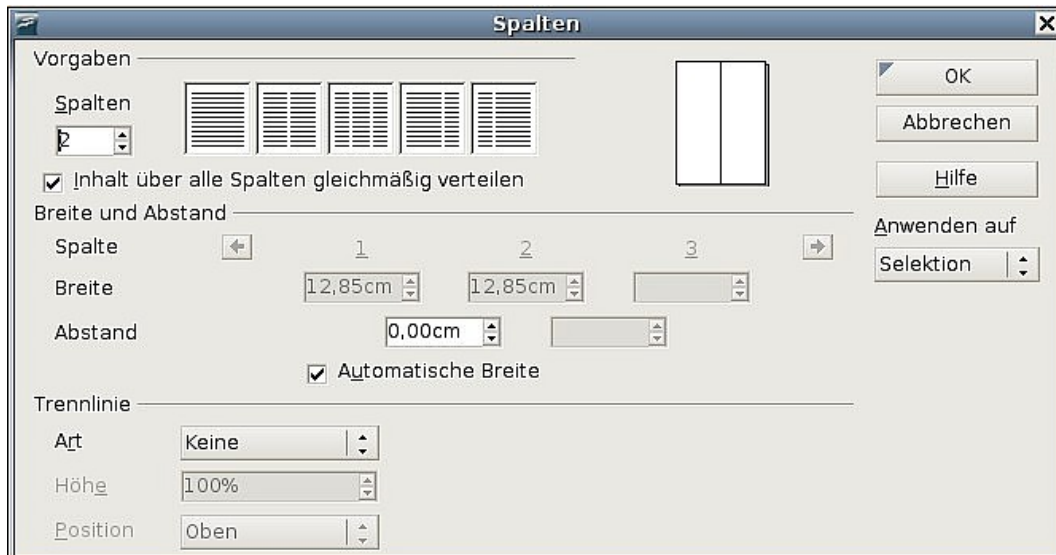 Spalten
Vorgaben
Spalten
2
Inhalt über alle Spalten gleichmäßig verteilen
Breite und Abstand
Spalte 1 2 3
Breite 12,85cm 12,85cm
Abstand 0,00cm
Automatische Breite
Trennlinie
Art Keine
Höhe 100%
Position Oben
OK
Abbrechen
Hilfe
Anwenden auf
Selektion